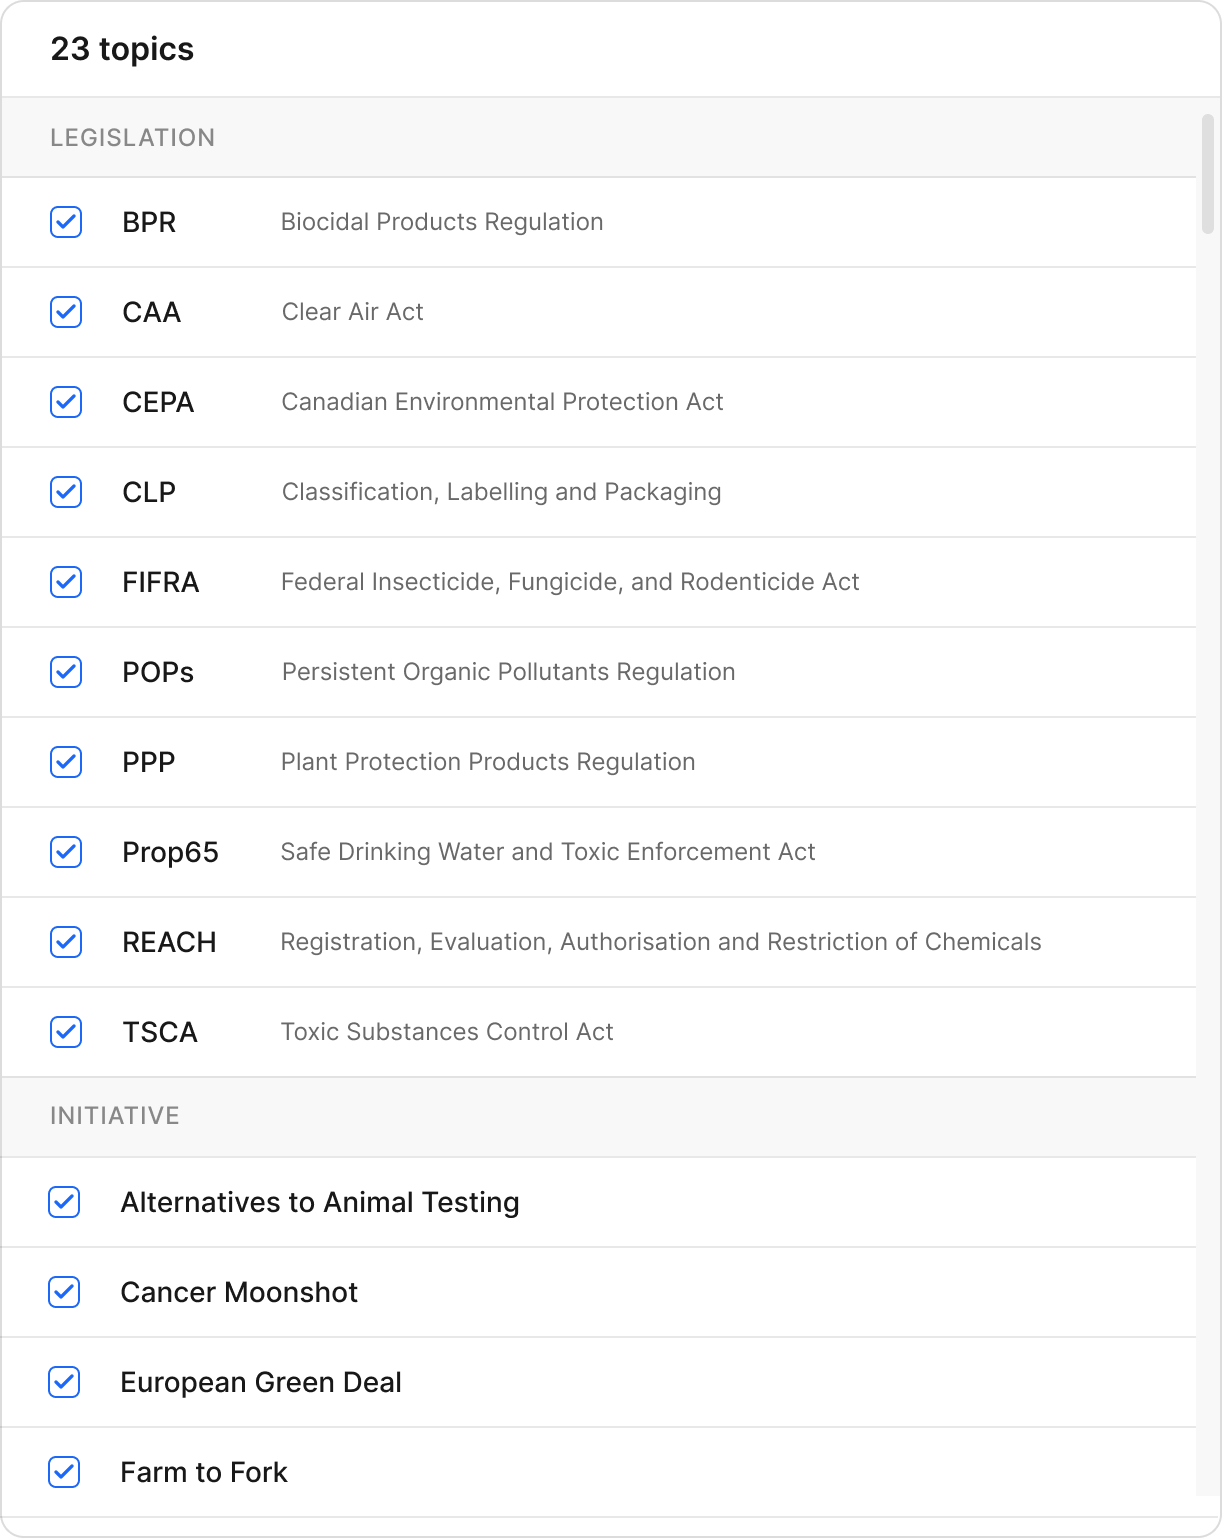 23 topics
LEGISLATION
BPR Biocidal Products Regulation
CAA Clear Air Act
CEPA Canadian Environmental Protection Act
CLP Classification, Labelling and Packaging
FIFRA Federal Insecticide, Fungicide, and Rodenticide Act
POPs Persistent Organic Pollutants Regulation
PPP Plant Protection Products Regulation
Prop65 Safe Drinking Water and Toxic Enforcement Act
REACH Registration, Evaluation, Authorisation and Restriction of Chemicals
TSCA Toxic Substances Control Act
INITIATIVE
Alternatives to Animal Testing
Cancer Moonshot
European Green Deal
Farm to Fork